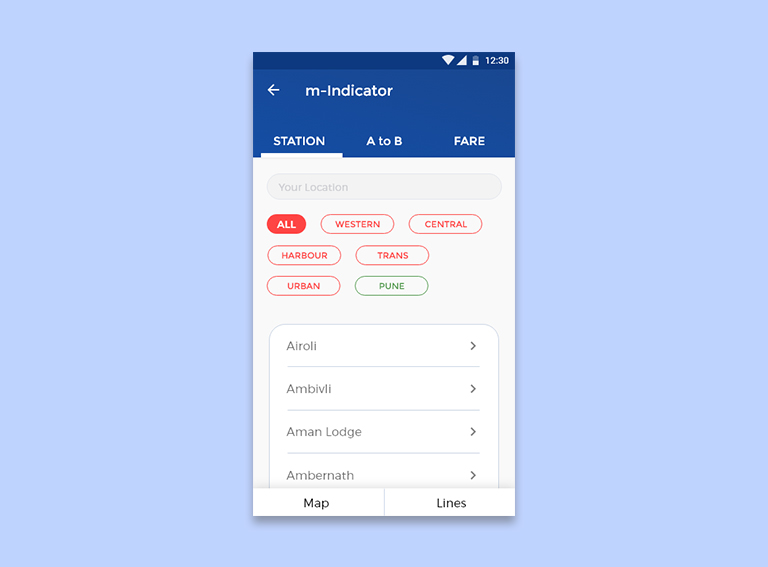 12:30
m-Indicator
STATION A to B FARE
Your Location
ALL WESTERN CENTRAL
HARBOUR TRANS
URBAN PUNE
Airoli
Ambivli
Aman Lodge
Ambernath
Map Lines